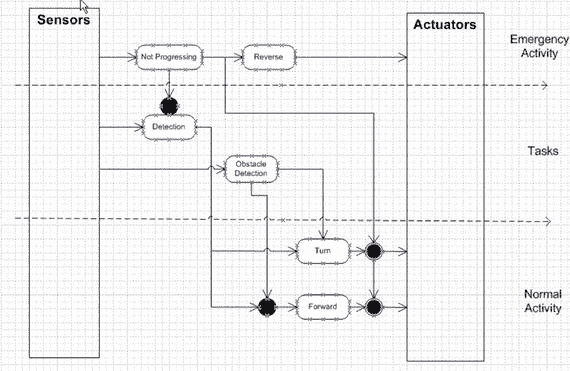 Sensors
Actuators
Emergency
Activity
Not Progressing
Reverse
Detection
Tasks
Obstacle
Detection
Turn
Normal
Activity
Forward